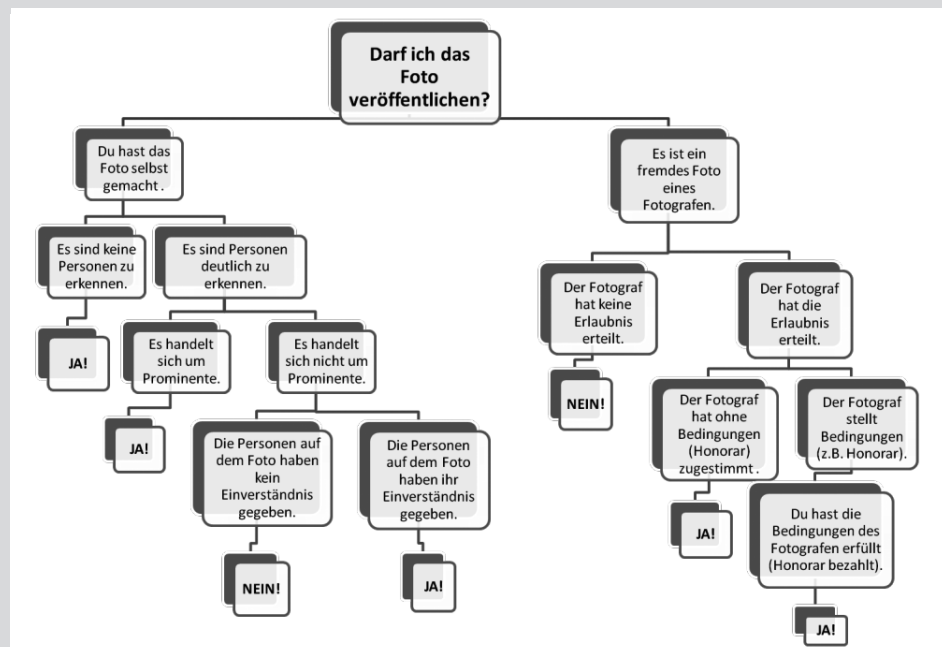 Darf ich das
Foto
veröffentlichen?
Du hast das
Foto selbst
gemacht .
Es ist ein
fremdes Foto
eines
Fotografen.
Es sind keine
Personen zu
erkennen.
Es sind Personen
deutlich zu
erkennen.
Der Fotograf
hat keine
Erlaubnis
erteilt.
Der Fotograf
hat die
Erlaubnis
erteilt.
JA!
Es handelt
sich um
Prominente.
Es handelt
sich nicht um
Prominente.
NEIN!
Der Fotograf
hat ohne
Bedingungen
(Honorar)
zugestimmt .
Der Fotograf
stellt
Bedingungen
(z.B. Honorar).
JA!
Die Personen auf
dem Foto haben
kein
Einverständnis
gegeben.
Die Personen
auf dem Foto
haben ihr
Einverständnis
gegeben.
JA!
Du hast die
Bedingungen des
Fotografen erfüllt
(Honorar bezahlt).
NEIN!
JA!
JA!